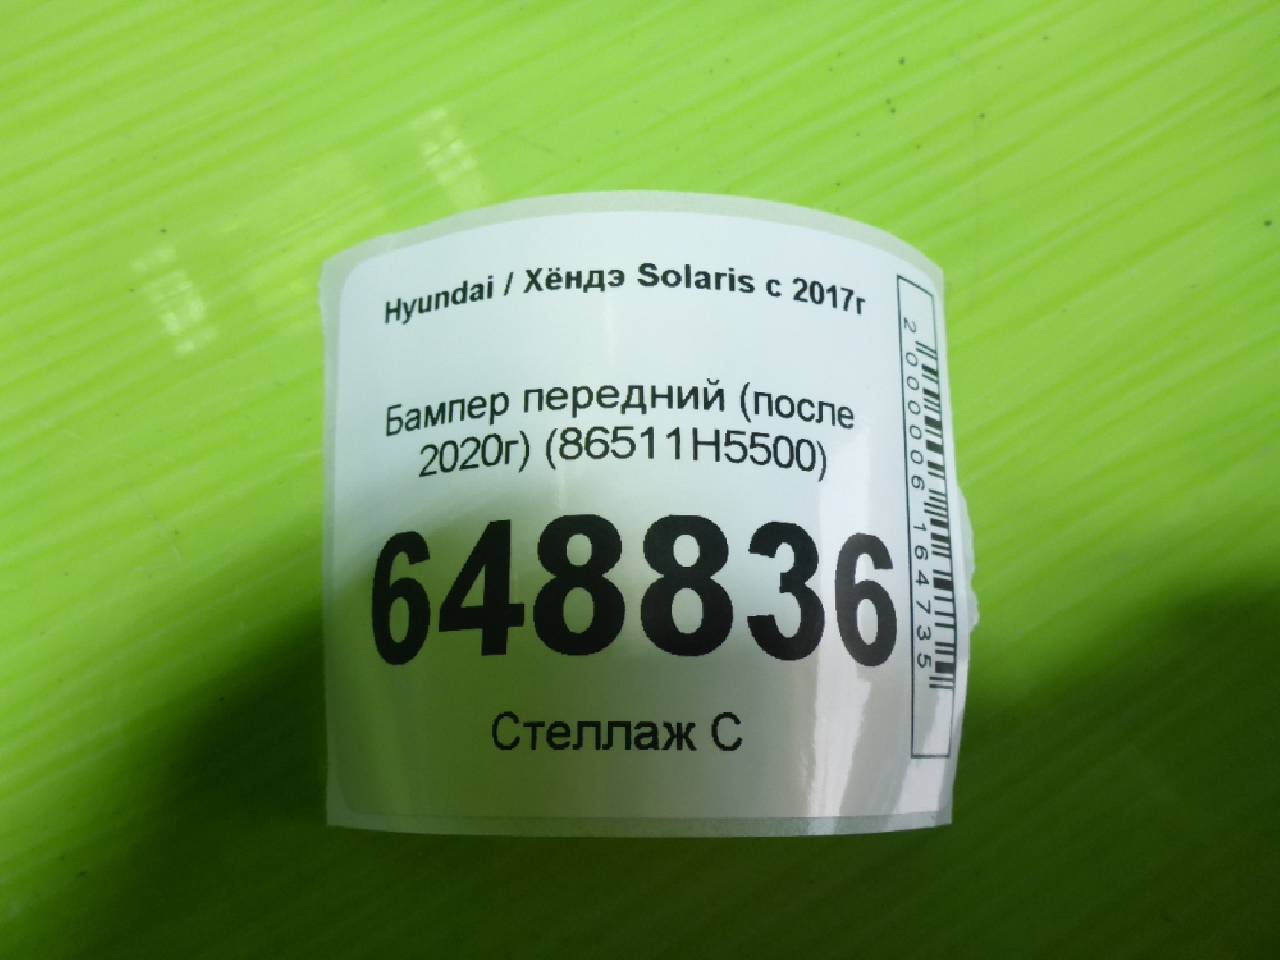 Hyundai / Хёндэ Solaris с 2017г
Бампер передний (после
2020г) (86511H5500)
648836
Стеллаж С
2000006164735